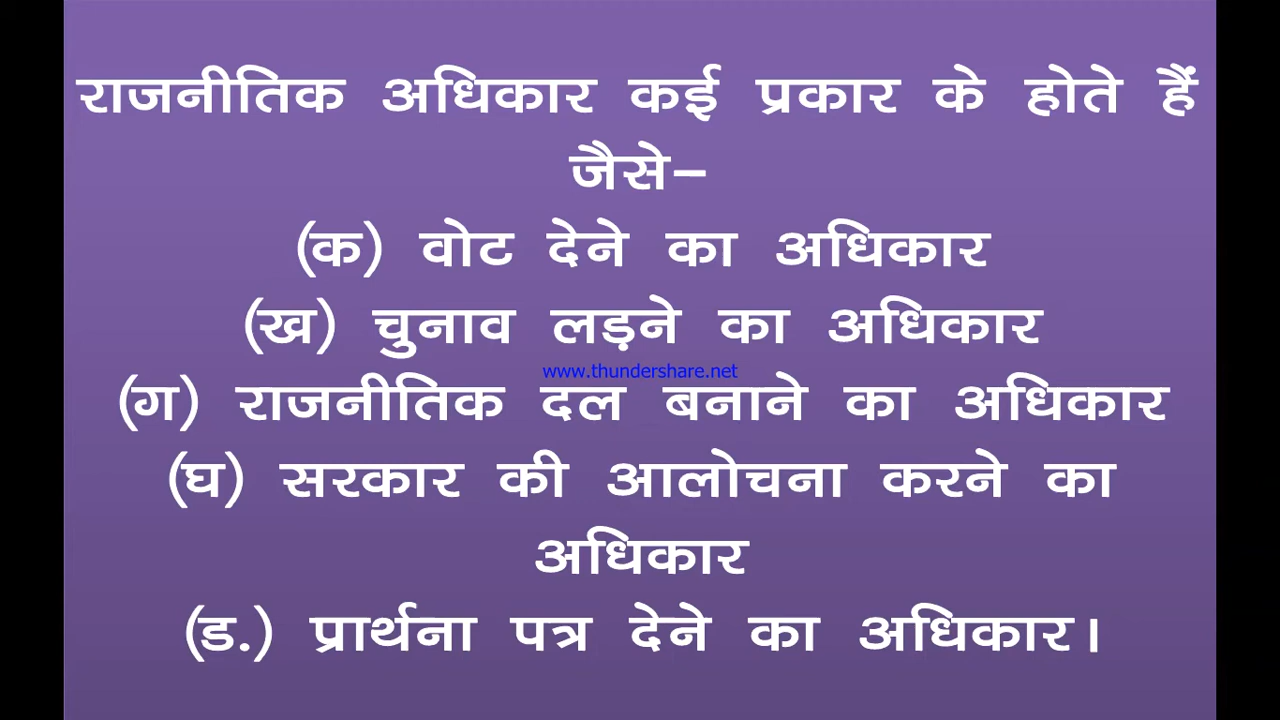 राजनीतिक अधिकार कई प्रकार के होते हैं
जैसे–
(क) वोट देने का अधिकार
(ख) चुनाव लड़ने का अधिकार
www.thundershare.net
(ग) राजनीतिक दल बनाने का अधिकार
(घ) सरकार की आलोचना करने का
अधिकार
(ड.) प्रार्थना पत्र देने का अधिकार।